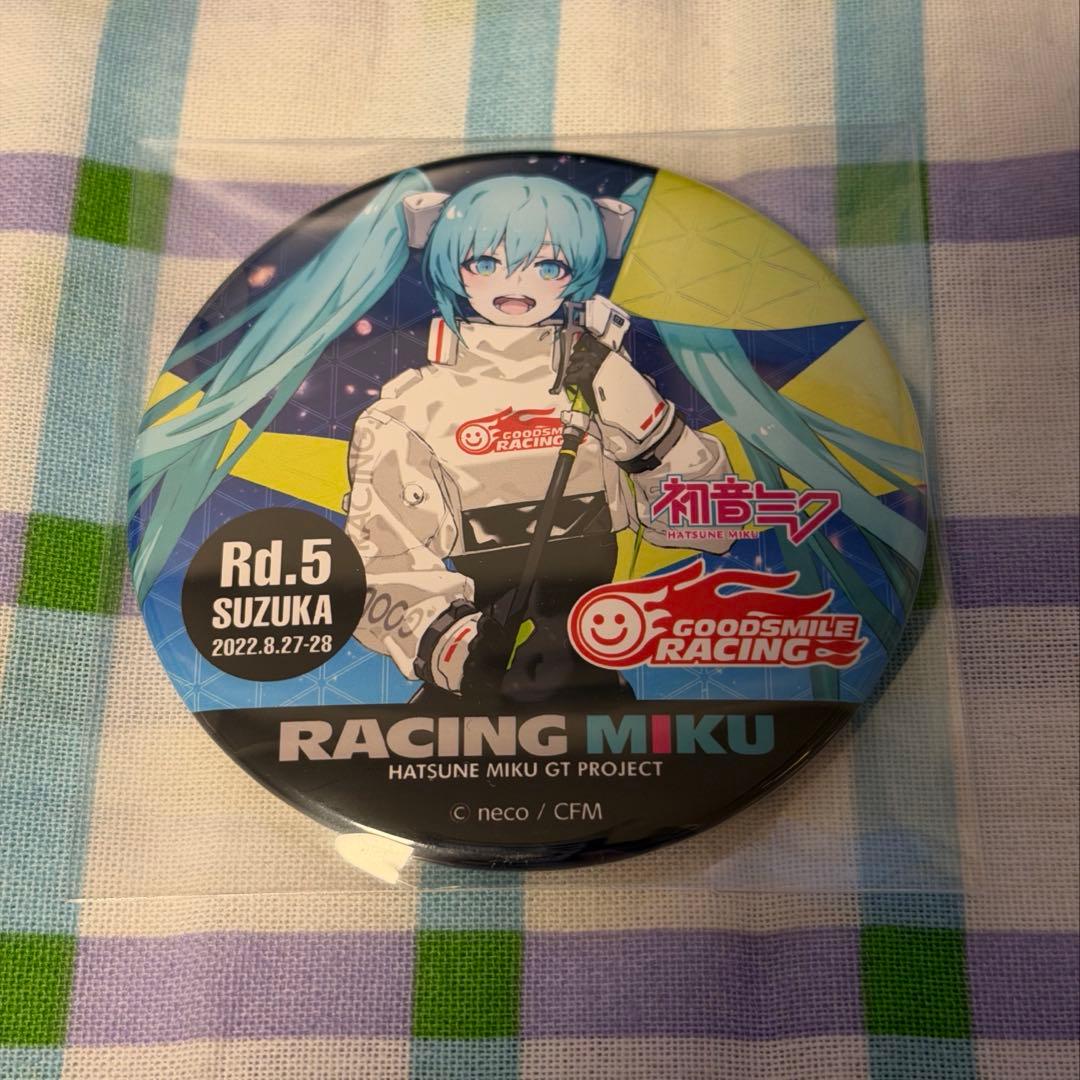 GOODSM
RACING
初音ミク
HATSUNE MIKU
Rd.5
SUZUKA
2022.8.27-28
GOODSMILE
RACING
RACING MIKU
HATSUNE MIKU GT PROJECT
© neco / CFM